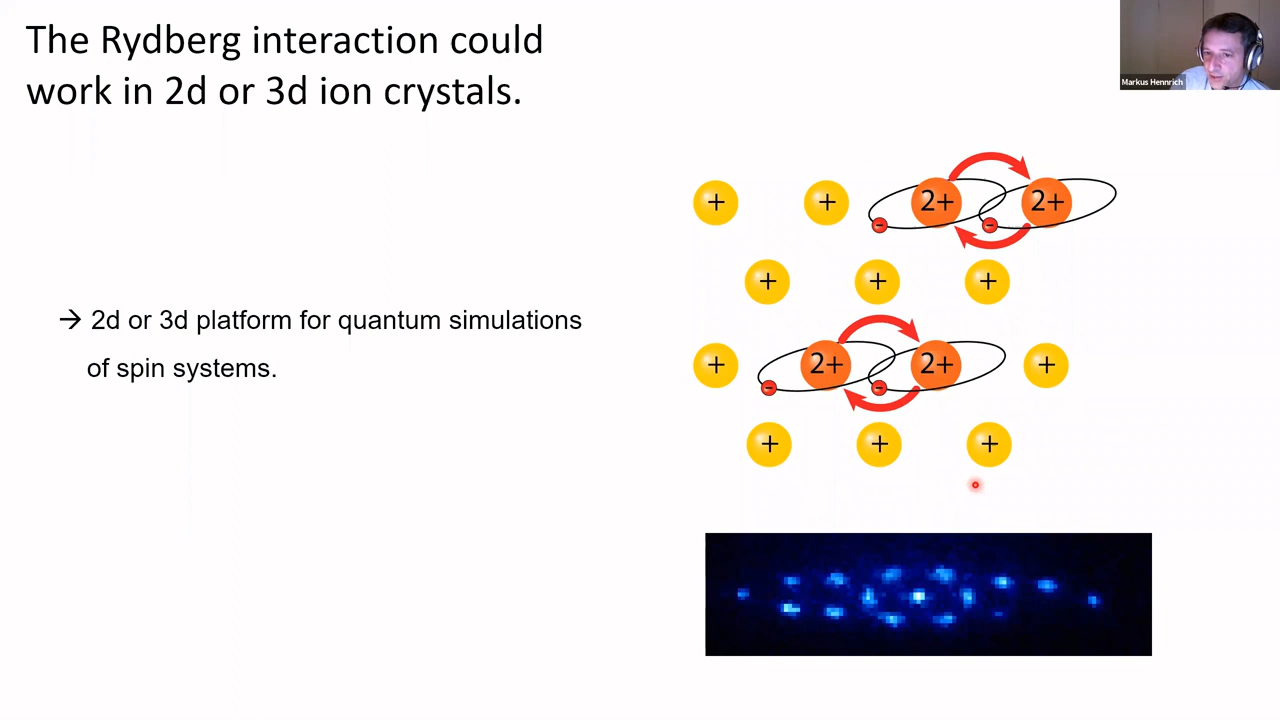 The Rydberg interaction could
work in 2d or 3d ion crystals.
Markus Hennrich
+ + 2+ 2+
- -
+ + +
→ 2d or 3d platform for quantum simulations
of spin systems.
+ 2+ 2+ +
- -
+ + +